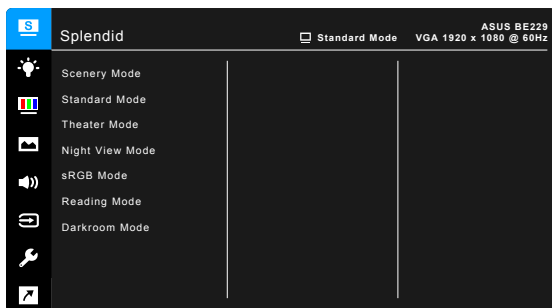 S
Splendid
Standard Mode
ASUS BE229
VGA 1920 x 1080 @ 60Hz
Scenery Mode
Standard Mode
Theater Mode
Night View Mode
sRGB Mode
Reading Mode
Darkroom Mode